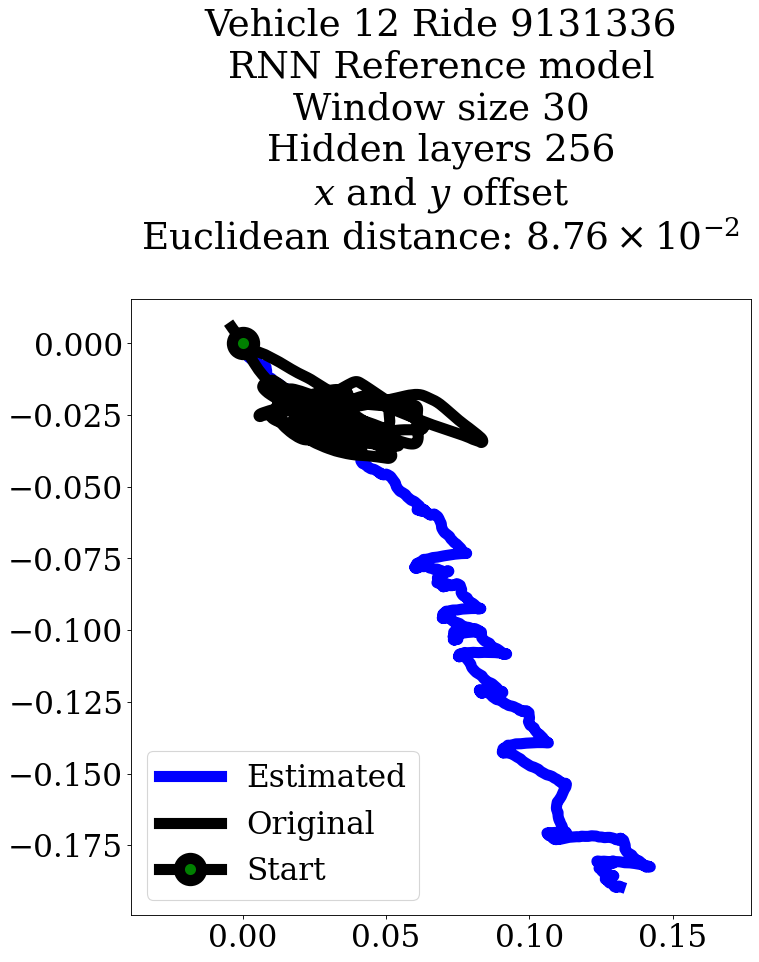 Vehicle 12 Ride 9131336
RNN Reference model
Window size 30
Hidden layers 256
x and y offset
Euclidean distance: 8.76 × 10⁻²
0.000
−0.025
−0.050
−0.075
−0.100
−0.125
−0.150
−0.175
Estimated
Original
Start
0.00 0.05 0.10 0.15